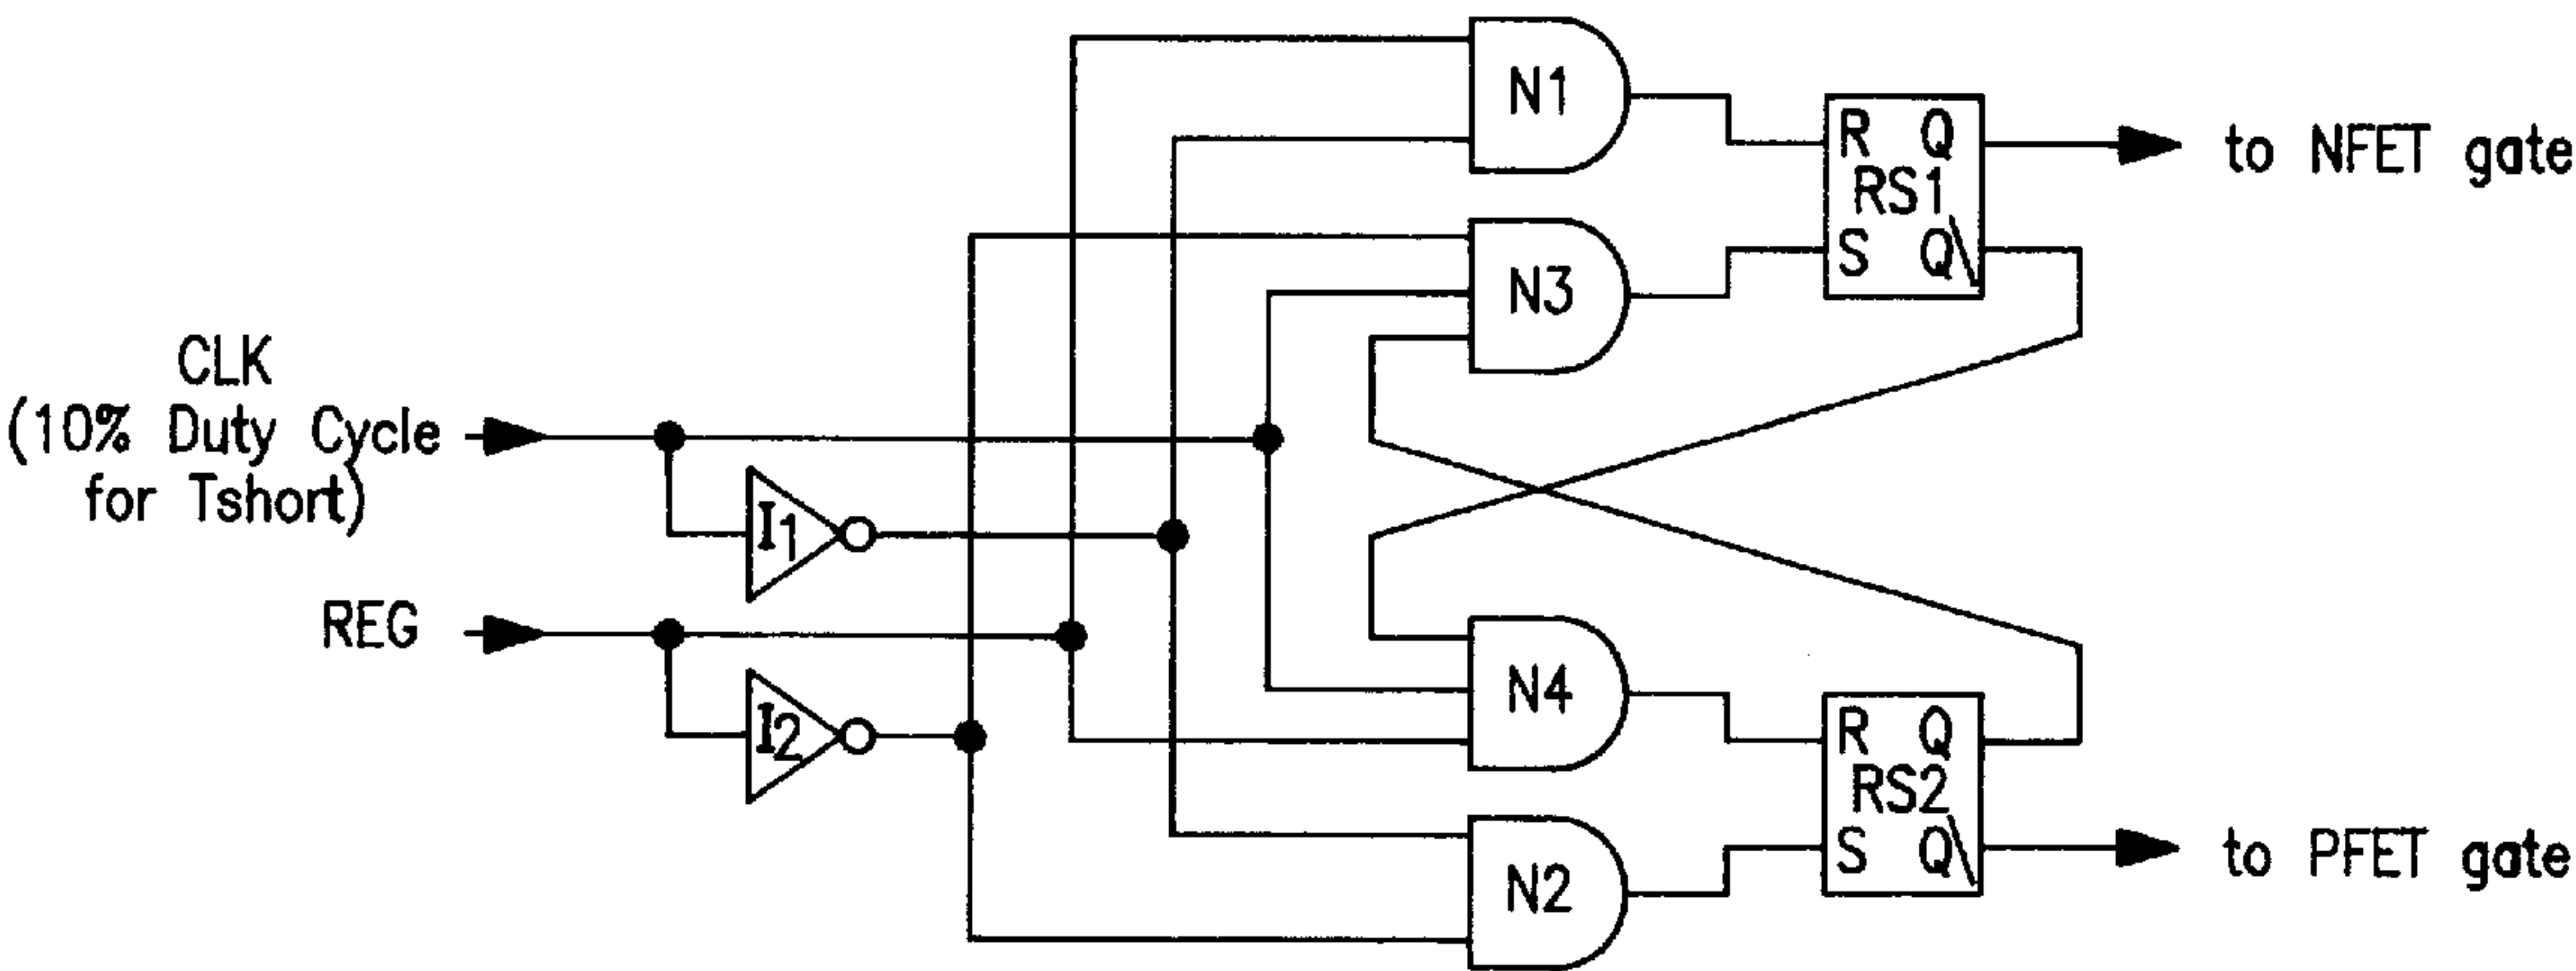 N1
R Q
to NFET gate
RS1
S Q\
N3
CLK
(10% Duty Cycle
for Tshort)
I1
REG
I2
N4
R Q
RS2
S Q\
to PFET gate
N2